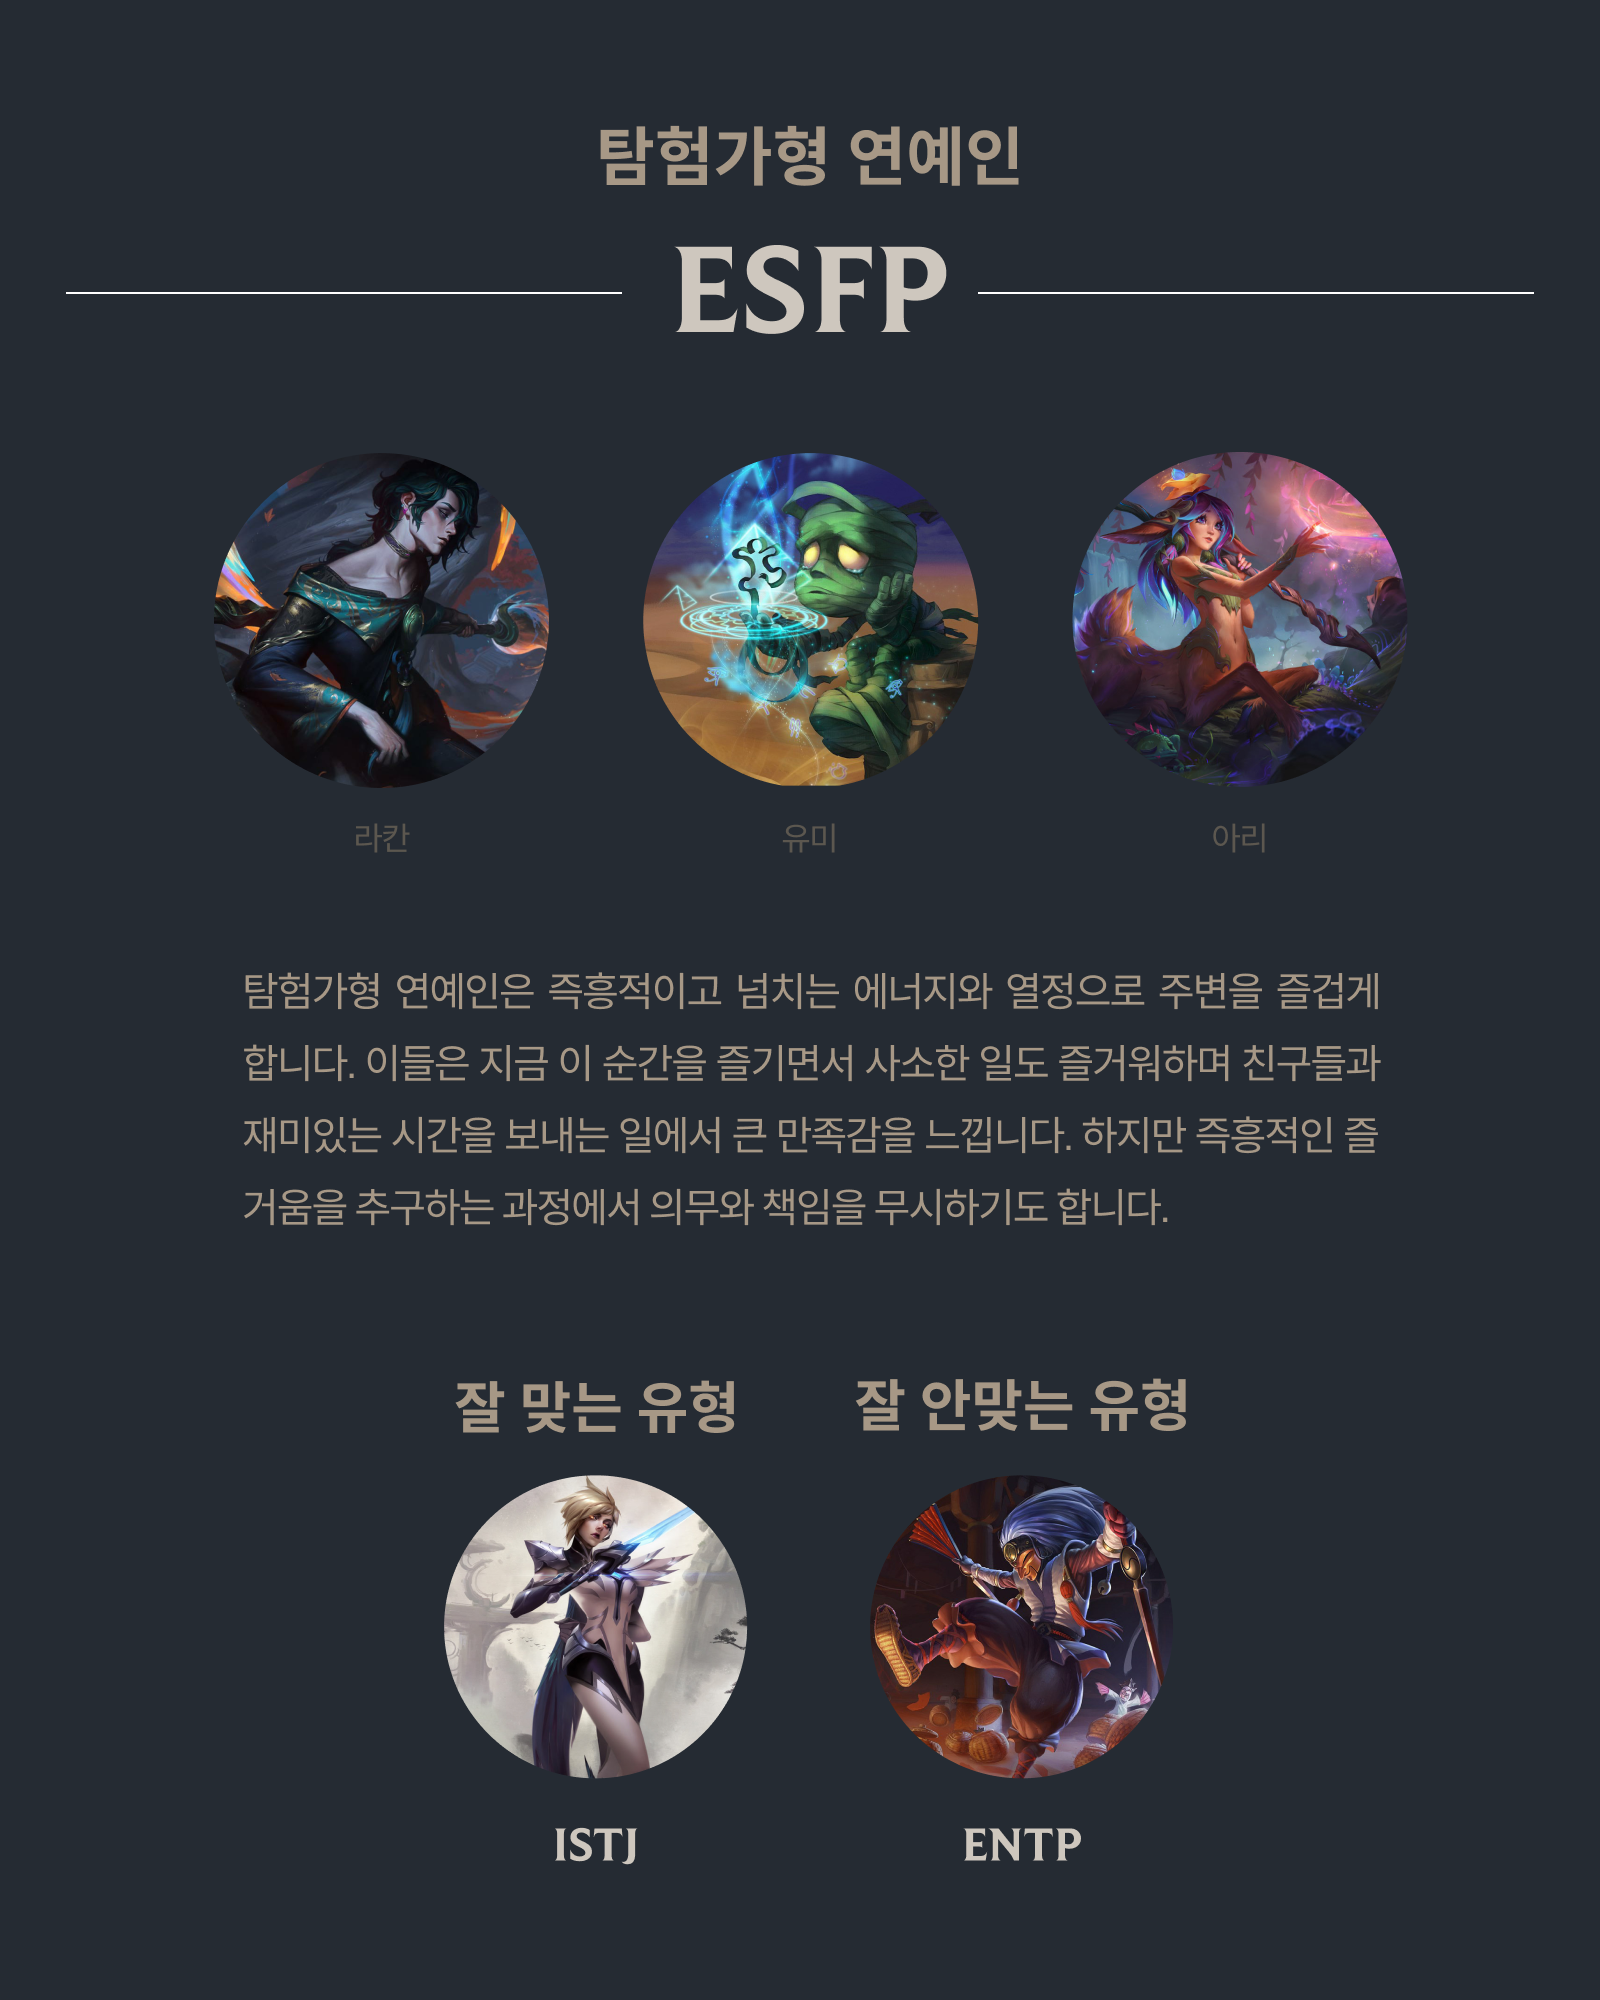 탐험가형 연예인
ESFP
라칸
유미
아리
탐험가형 연예인은 즉흥적이고 넘치는 에너지와 열정으로 주변을 즐겁게
합니다. 이들은 지금 이 순간을 즐기면서 사소한 일도 즐거워하며 친구들과
재미있는 시간을 보내는 일에서 큰 만족감을 느낍니다. 하지만 즉흥적인 즐
거움을 추구하는 과정에서 의무와 책임을 무시하기도 합니다.
잘 맞는 유형
잘 안맞는 유형
ISTJ
ENTP